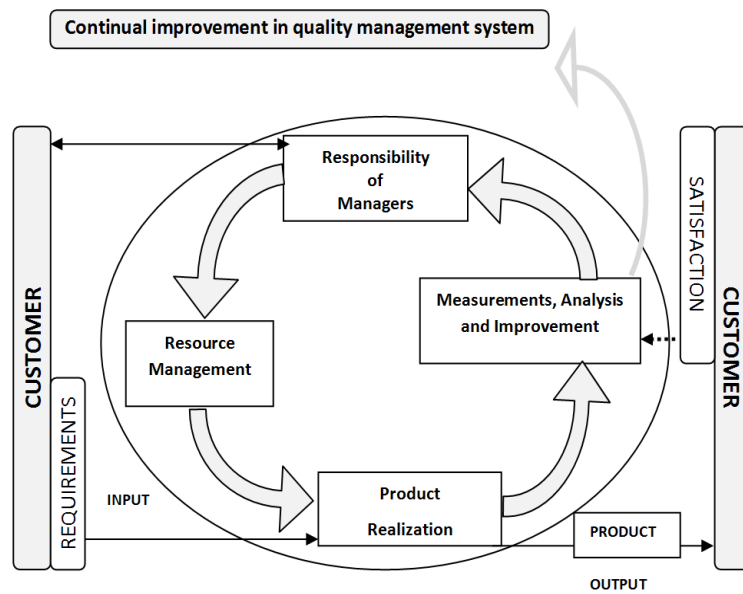 Continual improvement in quality management system
CUSTOMER
REQUIREMENTS
Responsibility
of
Managers
SATISFACTION
CUSTOMER
Measurements, Analysis
and Improvement
Resource
Management
INPUT
Product
Realization
PRODUCT
OUTPUT